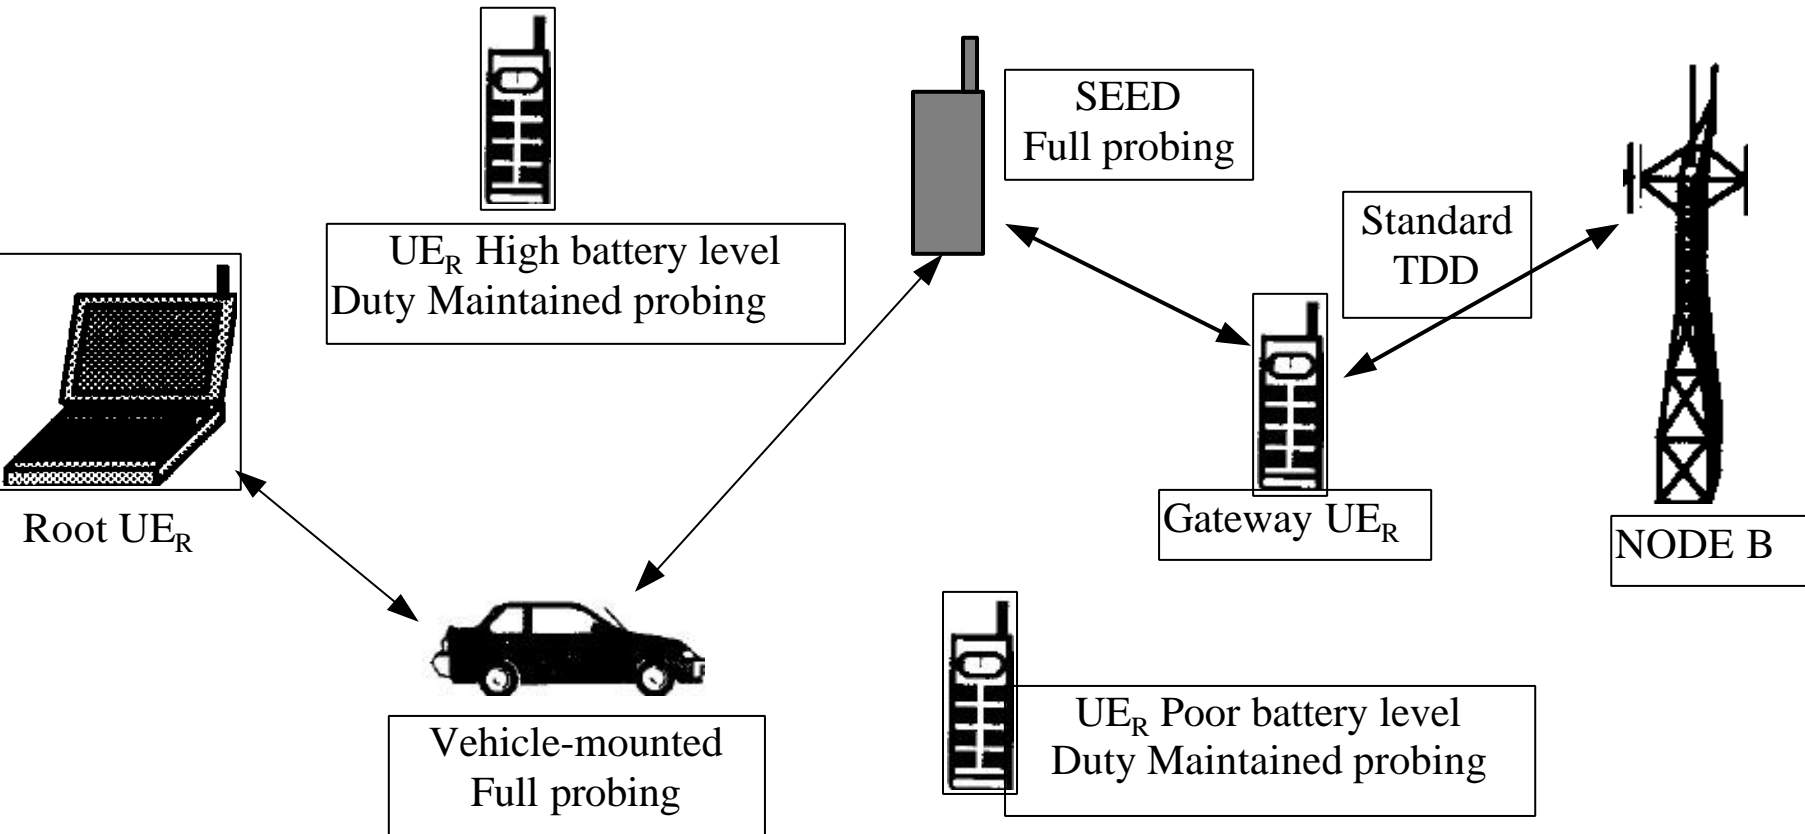 SEED
Full probing
Standard
TDD
UE_R High battery level
Duty Maintained probing
Root UE_R
Gateway UE_R
NODE B
Vehicle-mounted
Full probing
UE_R Poor battery level
Duty Maintained probing